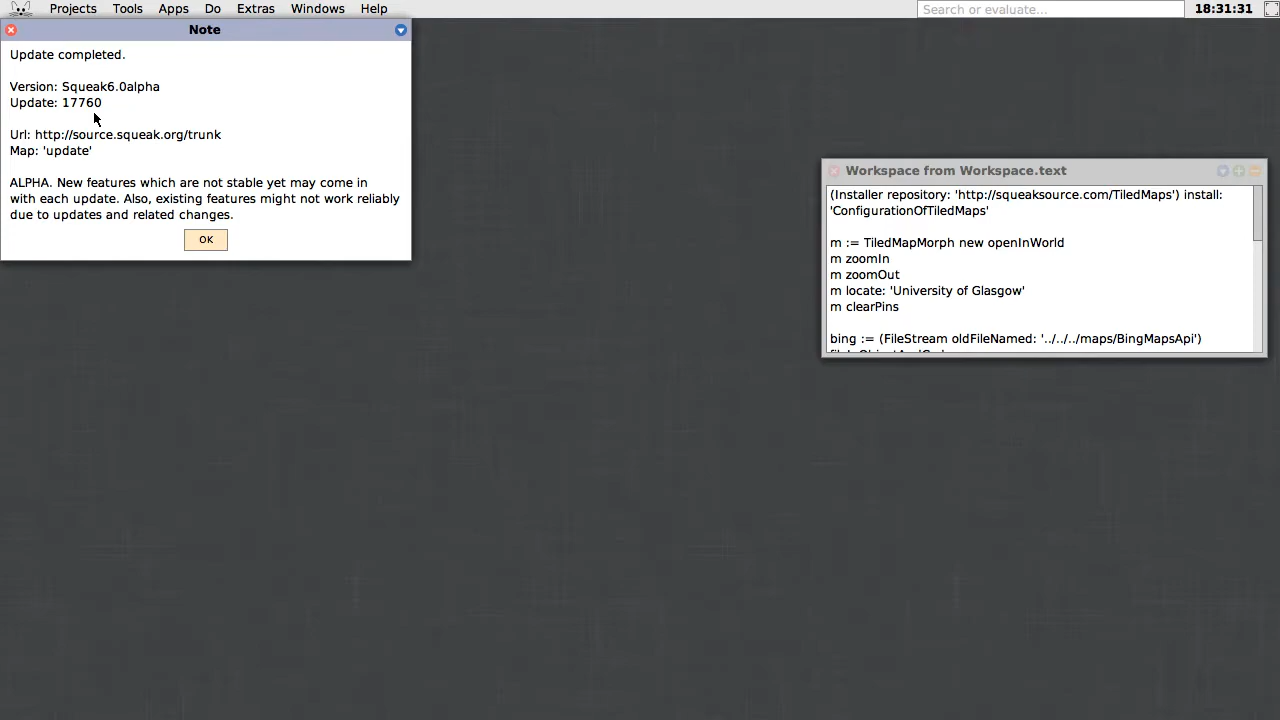 Projects Tools Apps Do Extras Windows Help Search or evaluate... 18:31:31
Note
Update completed.
Version: Squeak6.0alpha
Update: 17760
Url: http://source.squeak.org/trunk
Map: 'update'
ALPHA. New features which are not stable yet may come in
with each update. Also, existing features might not work reliably
due to updates and related changes.
OK
Workspace from Workspace.text
(Installer repository: 'http://squeaksource.com/TiledMaps') install:
'ConfigurationOfTiledMaps'
m := TiledMapMorph new openInWorld
m zoomIn
m zoomOut
m locate: 'University of Glasgow'
m clearPins
bing := (FileStream oldFileNamed: '../../../maps/BingMapsApi')